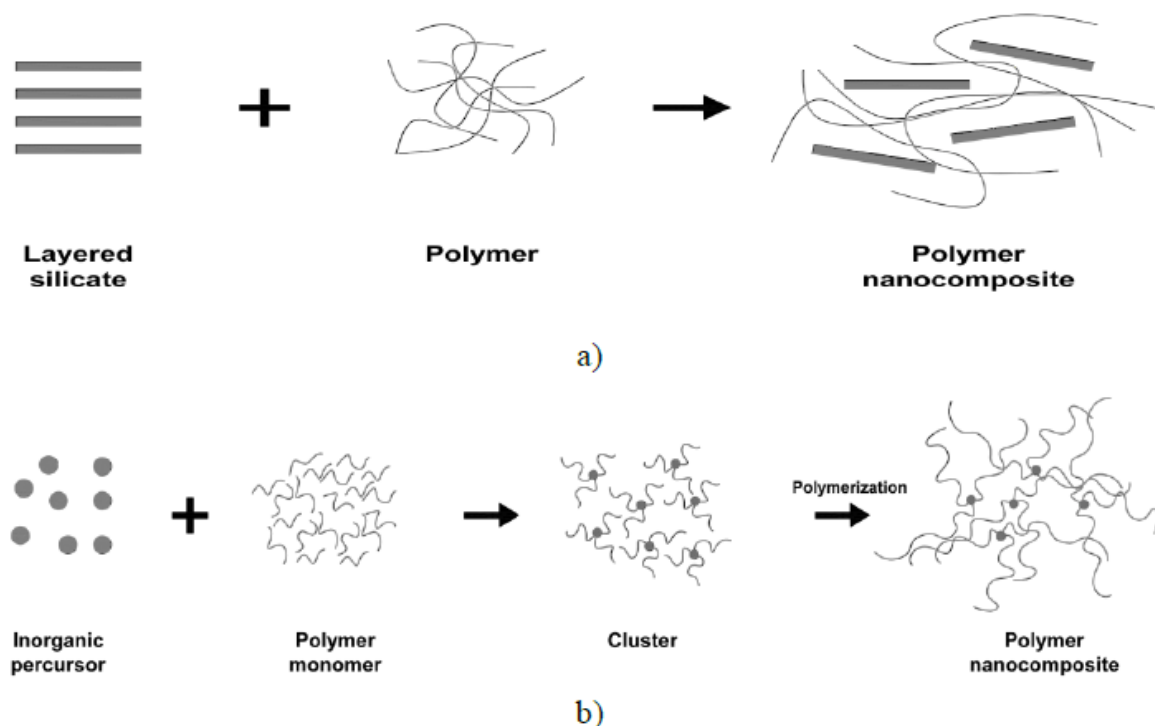 Layered
silicate
Polymer
Polymer
nanocomposite
a)
Polymerization
Inorganic
percursor
Polymer
monomer
Cluster
Polymer
nanocomposite
b)